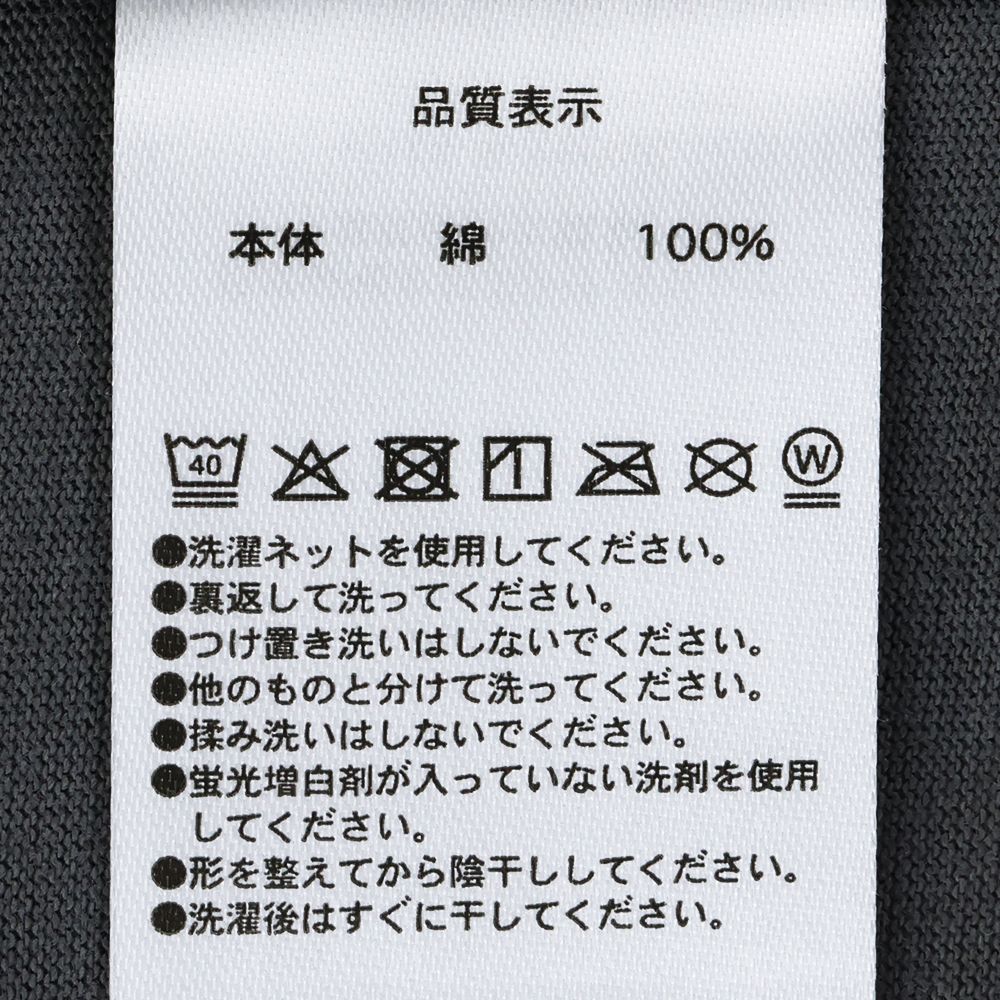 品質表示
本体 綿 100%
40 W
●洗濯ネットを使用してください。
●裏返して洗ってください。
●つけ置き洗いはしないでください。
●他のものと分けて洗ってください。
●揉み洗いはしないでください。
●蛍光増白剤が入っていない洗剤を使用
してください。
●形を整えてから陰干ししてください。
●洗濯後はすぐに干してください。